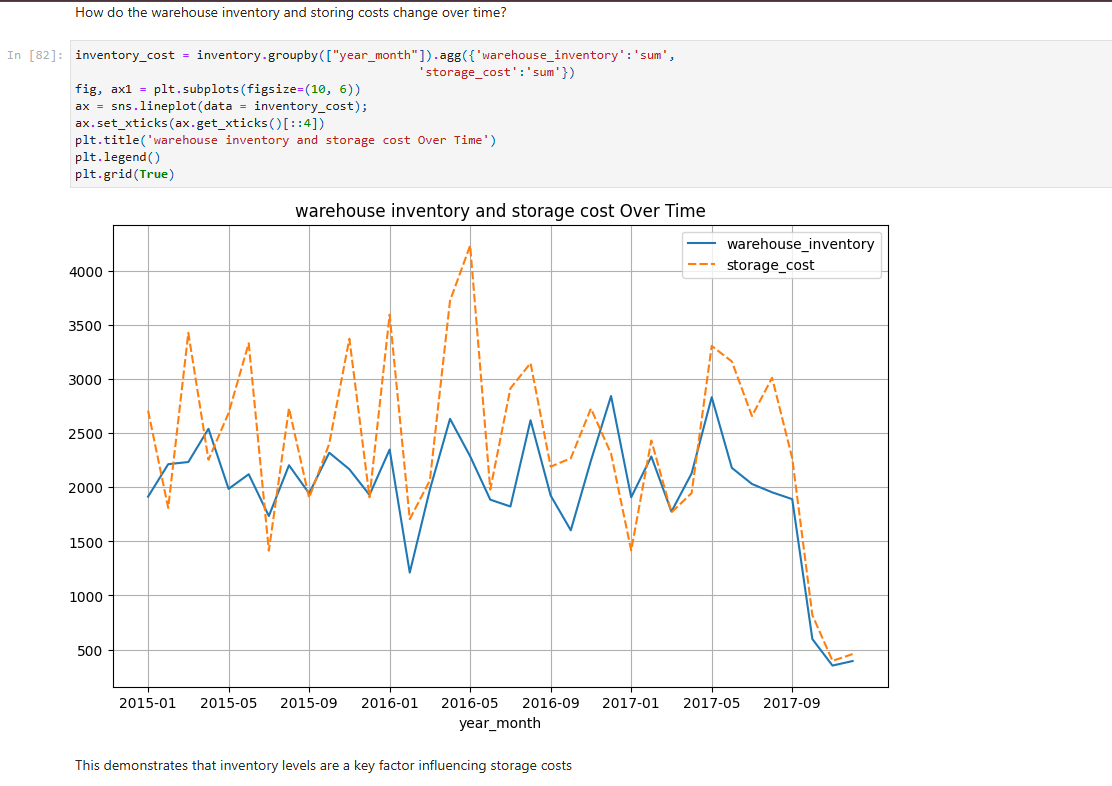 How do the warehouse inventory and storing costs change over time?
In [82]:
inventory_cost = inventory.groupby(["year_month"]).agg({'warehouse_inventory':'sum',
'storage_cost':'sum'})
fig, ax1 = plt.subplots(figsize=(10, 6))
ax = sns.lineplot(data = inventory_cost);
ax.set_xticks(ax.get_xticks()[::4])
plt.title('warehouse inventory and storage cost Over Time')
plt.legend()
plt.grid(True)
warehouse inventory and storage cost Over Time
warehouse_inventory
storage_cost
4000
3500
3000
2500
2000
1500
1000
500
2015-01 2015-05 2015-09 2016-01 2016-05 2016-09 2017-01 2017-05 2017-09
year_month
This demonstrates that inventory levels are a key factor influencing storage costs